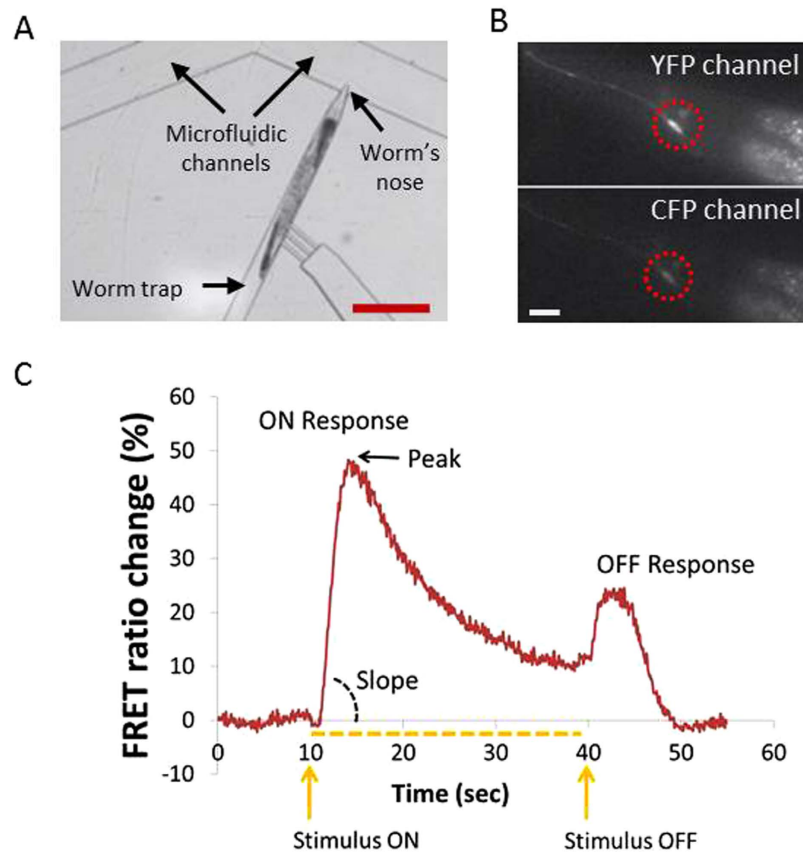 A
Microfluidic
channels
Worm's
nose
Worm trap
B
YFP channel
CFP channel
C
FRET ratio change (%)
60
50
40
30
20
10
0
-10
ON Response
Peak
OFF Response
Slope
0
10
20
30
40
50
60
Time (sec)
Stimulus ON
Stimulus OFF